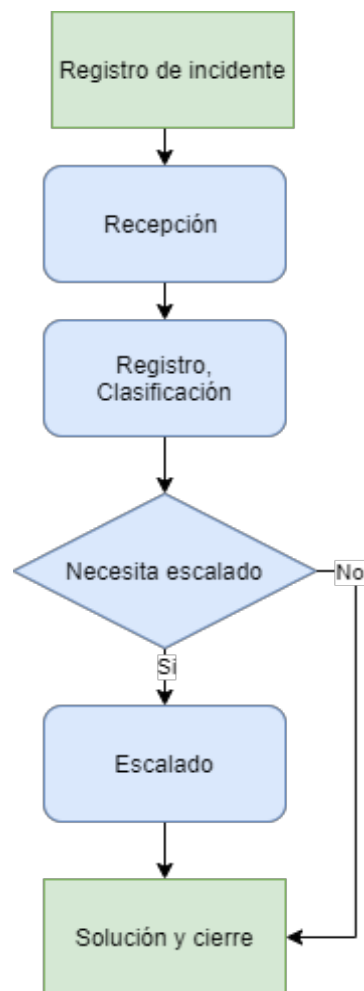 Registro de incidente
Recepción
Registro,
Clasificación
Necesita escalado
No
Si
Escalado
Solución y cierre